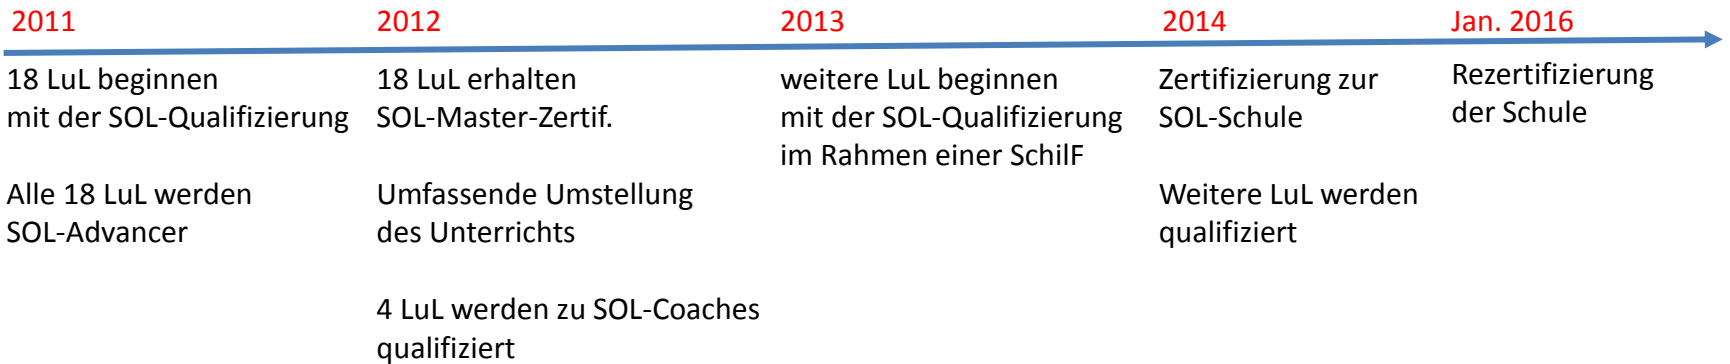 2011
18 LuL beginnen
mit der SOL-Qualifizierung
Alle 18 LuL werden
SOL-Advancer
2012
18 LuL erhalten
SOL-Master-Zertif.
Umfassende Umstellung
des Unterrichts
4 LuL werden zu SOL-Coaches
qualifiziert
2013
weitere LuL beginnen
mit der SOL-Qualifizierung
im Rahmen einer SchilF
2014
Zertifizierung zur
SOL-Schule
Weitere LuL werden
qualifiziert
Jan. 2016
Rezertifizierung
der Schule